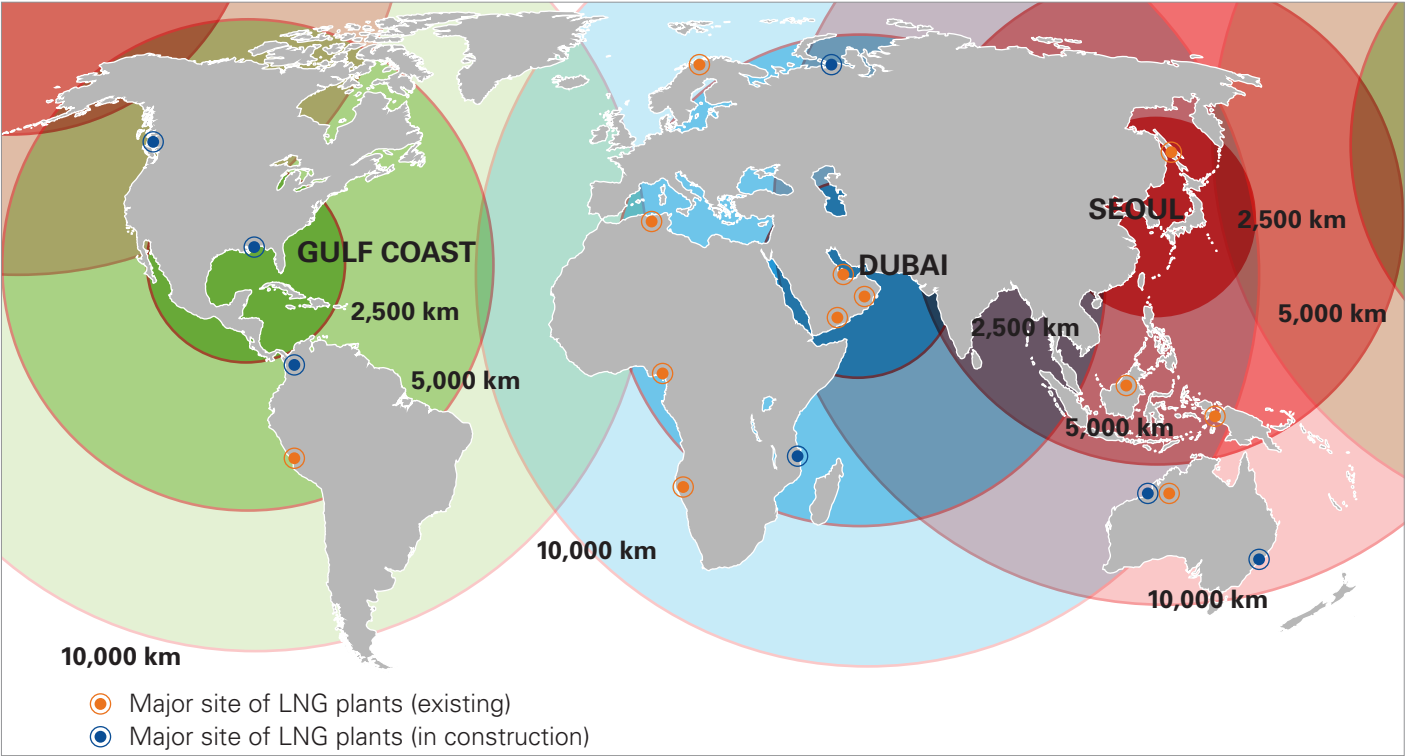 SEOUL
2,500 km
GULF COAST
DUBAI
2,500 km
5,000 km
2,500 km
5,000 km
5,000 km
10,000 km
10,000 km
10,000 km
Major site of LNG plants (existing)
Major site of LNG plants (in construction)